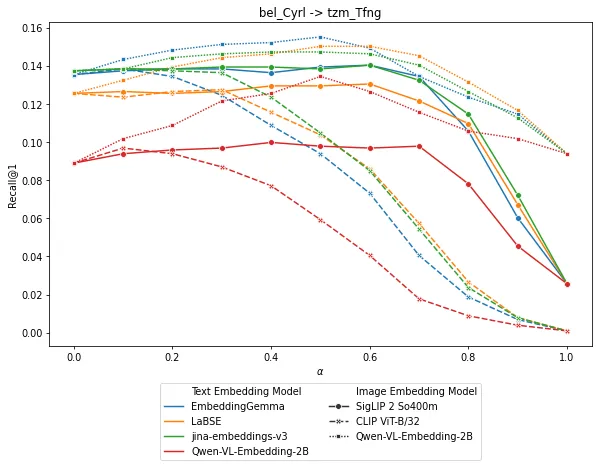 bel_Cyrl -> tzm_Tfng
Recall@1
0.16
0.14
0.12
0.10
0.08
0.06
0.04
0.02
0.00
0.0 0.2 0.4 0.6 0.8 1.0
α
Text Embedding Model
EmbeddingGemma
LaBSE
jina-embeddings-v3
Qwen-VL-Embedding-2B
Image Embedding Model
SigLIP 2 So400m
CLIP ViT-B/32
Qwen-VL-Embedding-2B